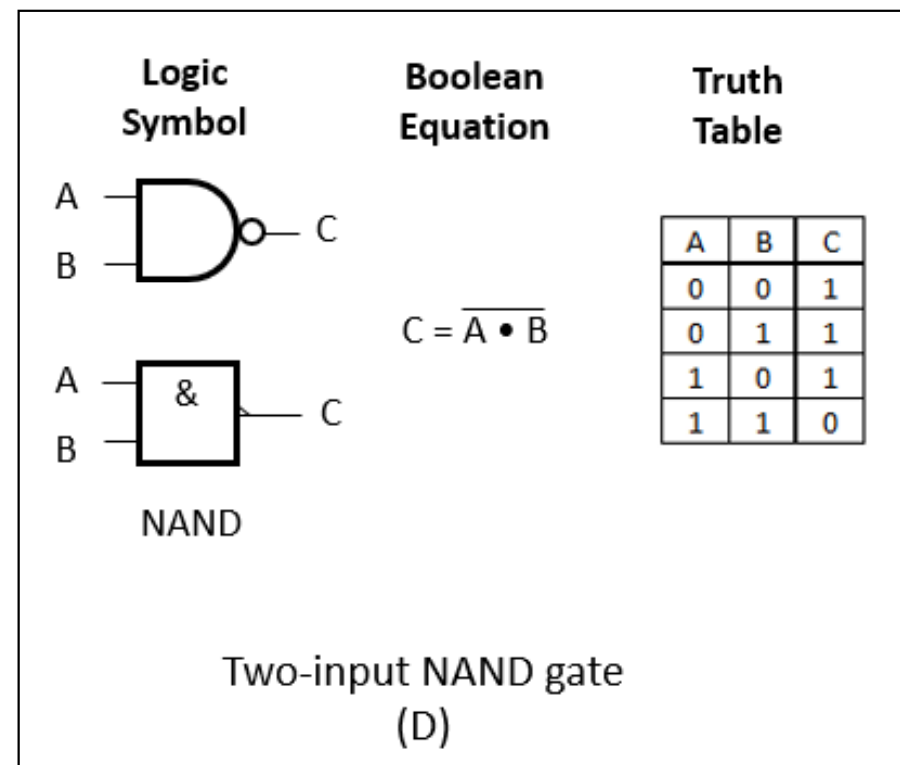 Logic
Symbol
Boolean
Equation
Truth
Table
A
B
C
A
B
&
C
NAND
C = \overline{A • B}
A B C
0 0 1
0 1 1
1 0 1
1 1 0
Two-input NAND gate
(D)